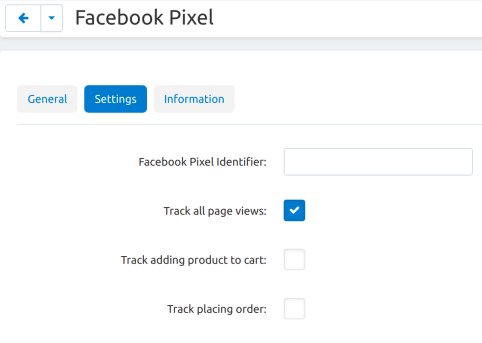 Facebook Pixel
General Settings Information
Facebook Pixel Identifier:
Track all page views:
Track adding product to cart:
Track placing order: